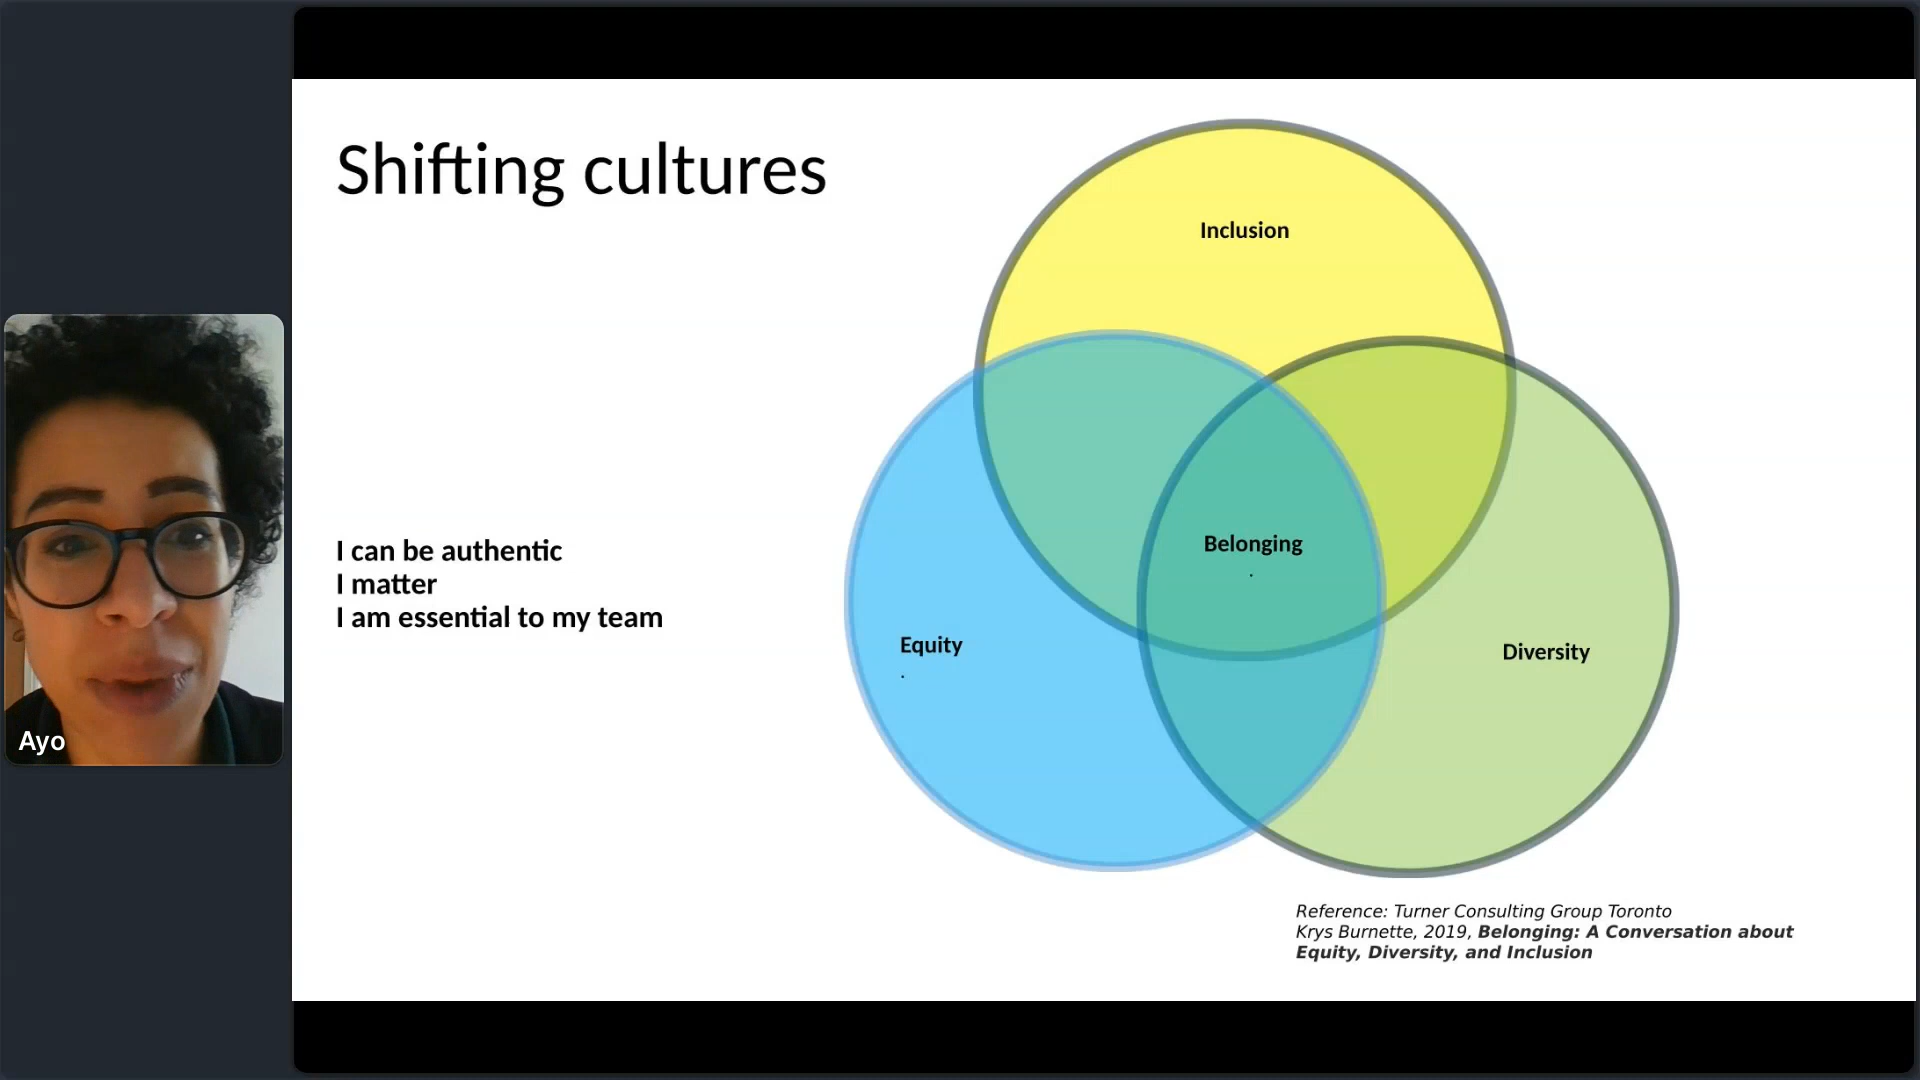 Shifting cultures
Inclusion
I can be authentic
I matter
I am essential to my team
Belonging
.
Equity
.
Diversity
Ayo
Reference: Turner Consulting Group Toronto
Krys Burnette, 2019, Belonging: A Conversation about
Equity, Diversity, and Inclusion